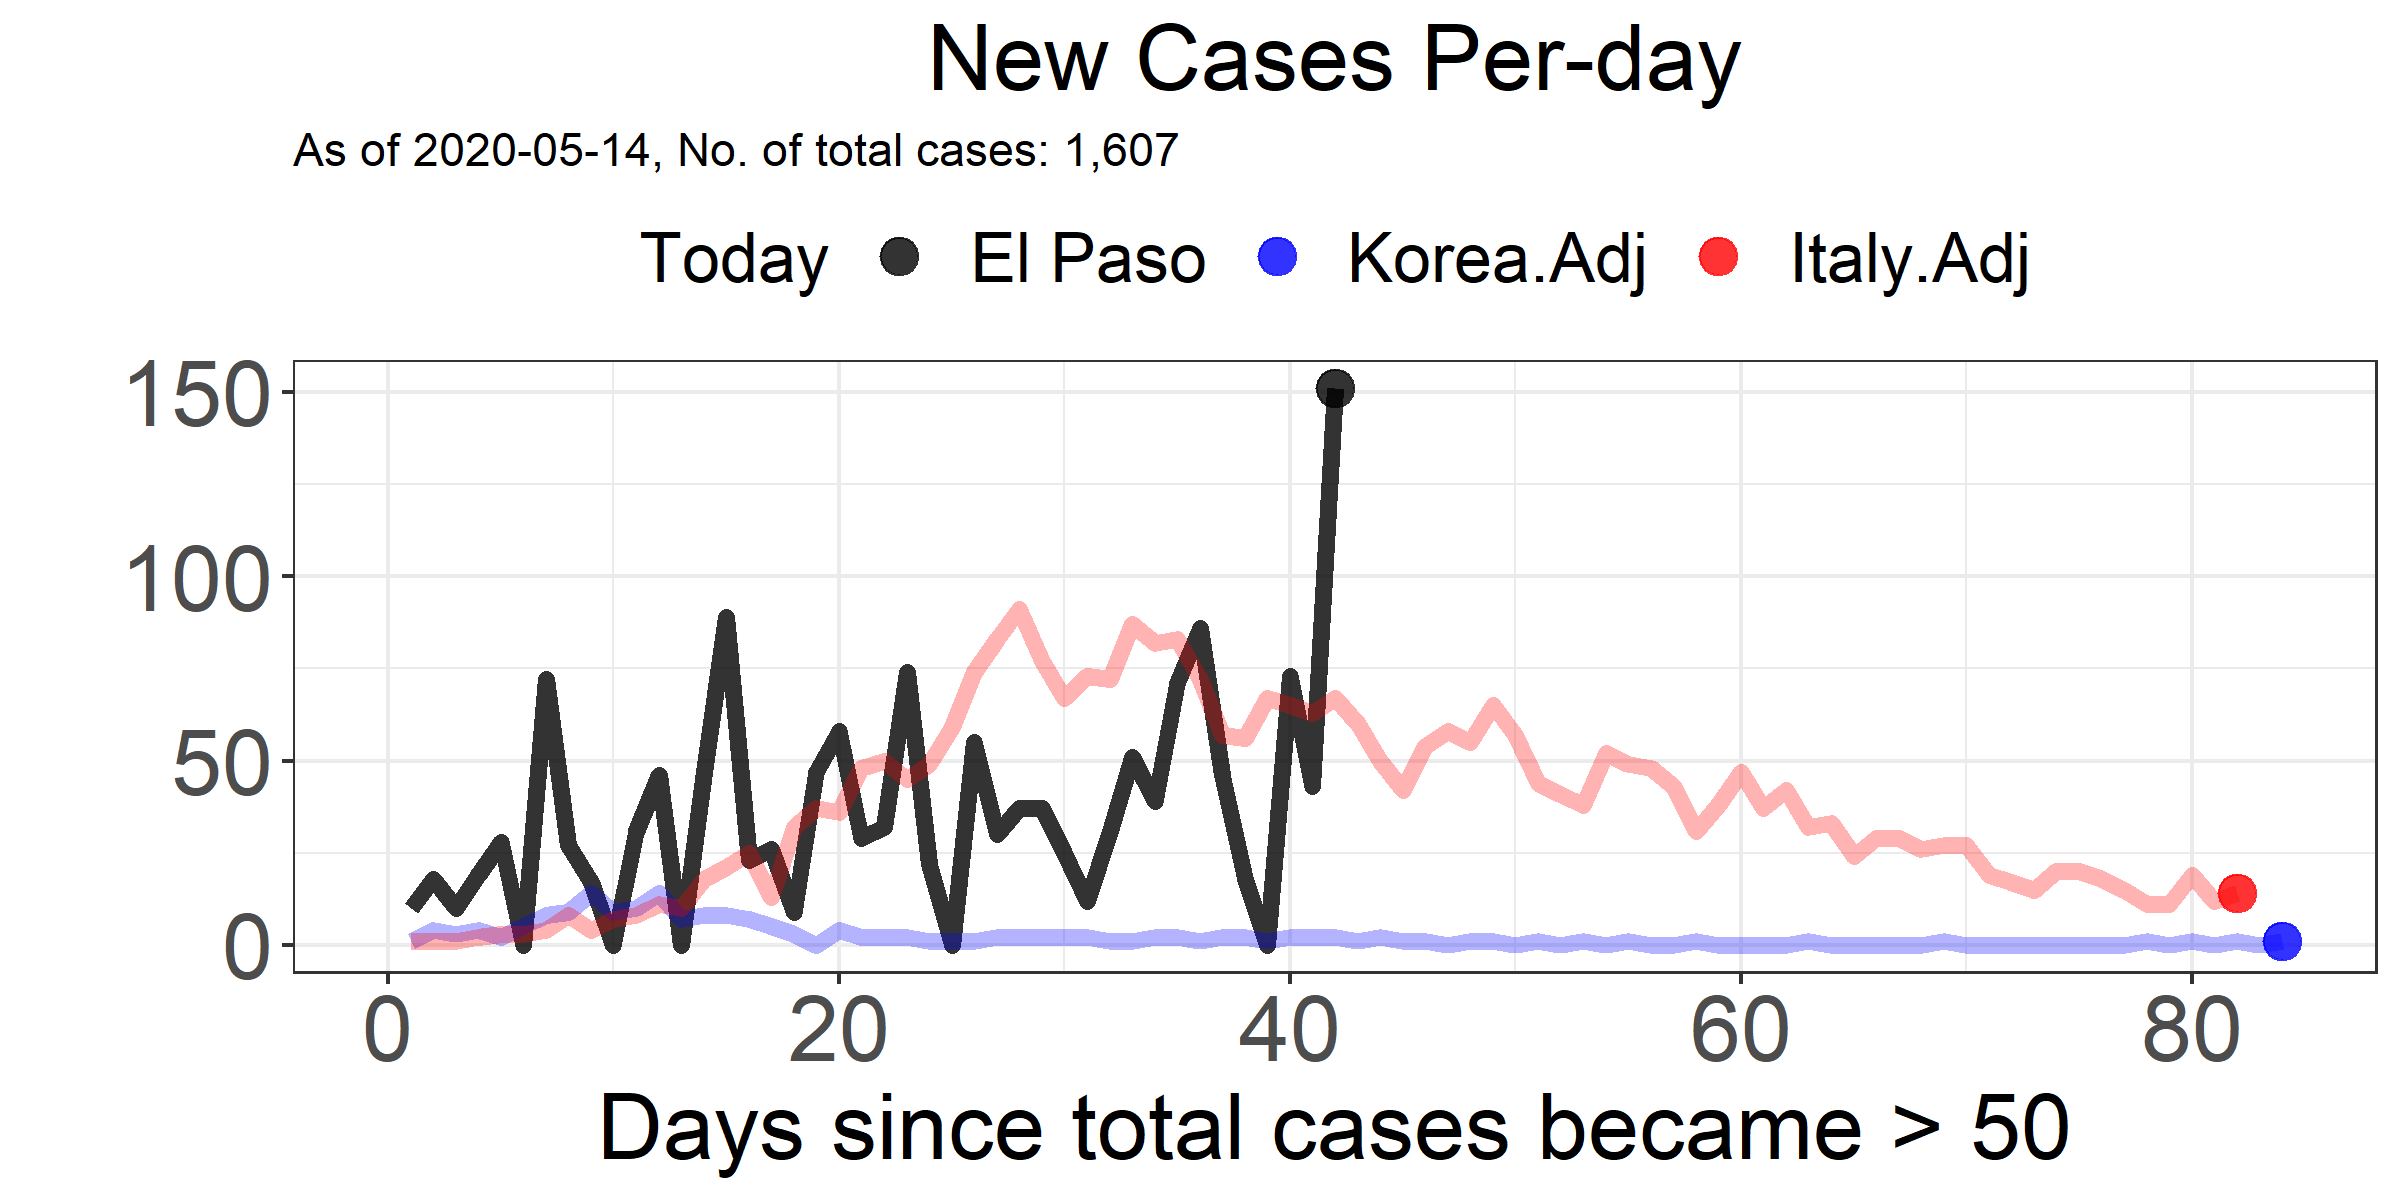 New Cases Per-day
As of 2020-05-14, No. of total cases: 1,607
Today El Paso Korea.Adj Italy.Adj
150
100
50
0
0 20 40 60 80
Days since total cases became > 50